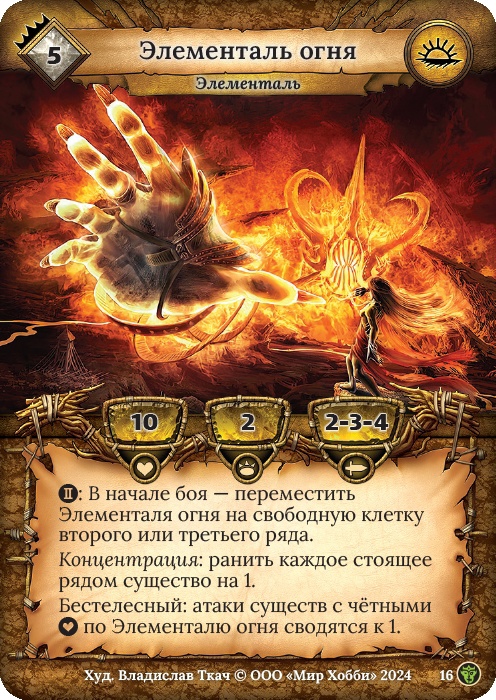 5
Элементаль огня
Элементаль
10
2
2-3-4
II: В начале боя — переместить
Элементаля огня на свободную клетку
второго или третьего ряда.
Концентрация: ранить каждое стоящее
рядом существо на 1.
Бестелесный: атаки существ с чётными
♥ по Элементалю огня сводятся к 1.
Худ. Владислав Ткач © ООО «Мир Хобби» 2024
16